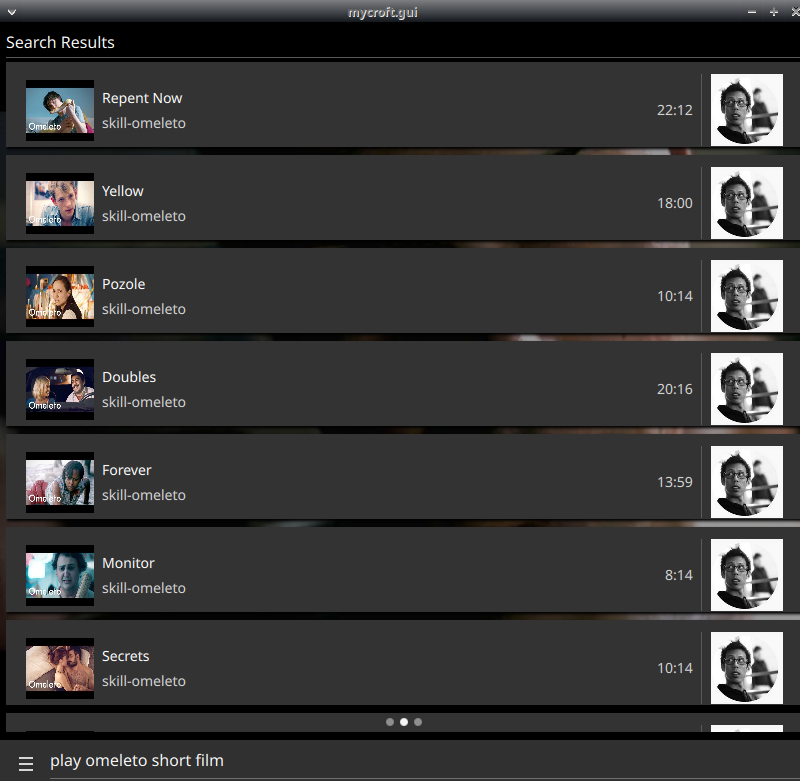 mycroft.gui
Search Results
Repent Now
skill-omeleto
22:12
Omeleto
Yellow
skill-omeleto
18:00
Omeleto
Pozole
skill-omeleto
10:14
Omeleto
Doubles
skill-omeleto
20:16
Omeleto
Forever
skill-omeleto
13:59
Omeleto
Monitor
skill-omeleto
8:14
Omeleto
Secrets
skill-omeleto
10:14
Omeleto
play omeleto short film